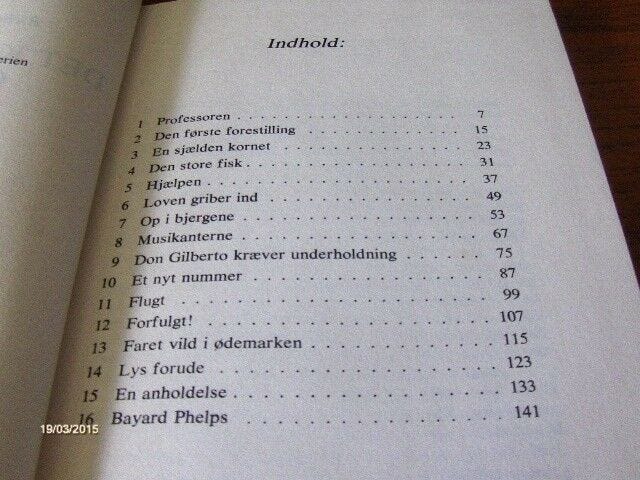 erien
Indhold:
1 Professoren . . . . . . . . . . . . . . . . . . . 7
2 Den første forestilling . . . . . . . . . . . . 15
3 En sjælden kornet . . . . . . . . . . . . . . 23
4 Den store fisk . . . . . . . . . . . . . . . . . 31
5 Hjælpen . . . . . . . . . . . . . . . . . . . . 37
6 Loven griber ind . . . . . . . . . . . . . . . 49
7 Op i bjergene . . . . . . . . . . . . . . . . . 53
8 Musikanterne . . . . . . . . . . . . . . . . . 67
9 Don Gilberto kræver underholdning . . . . . . 75
10 Et nyt nummer . . . . . . . . . . . . . . . . 87
11 Flugt . . . . . . . . . . . . . . . . . . . . . 99
12 Forfulgt! . . . . . . . . . . . . . . . . . . . 107
13 Faret vild i ødemarken . . . . . . . . . . . . 115
14 Lys forude . . . . . . . . . . . . . . . . . . 123
15 En anholdelse . . . . . . . . . . . . . . . . . 133
16 Bayard Phelps . . . . . . . . . . . . . . . . 141
19/03/2015